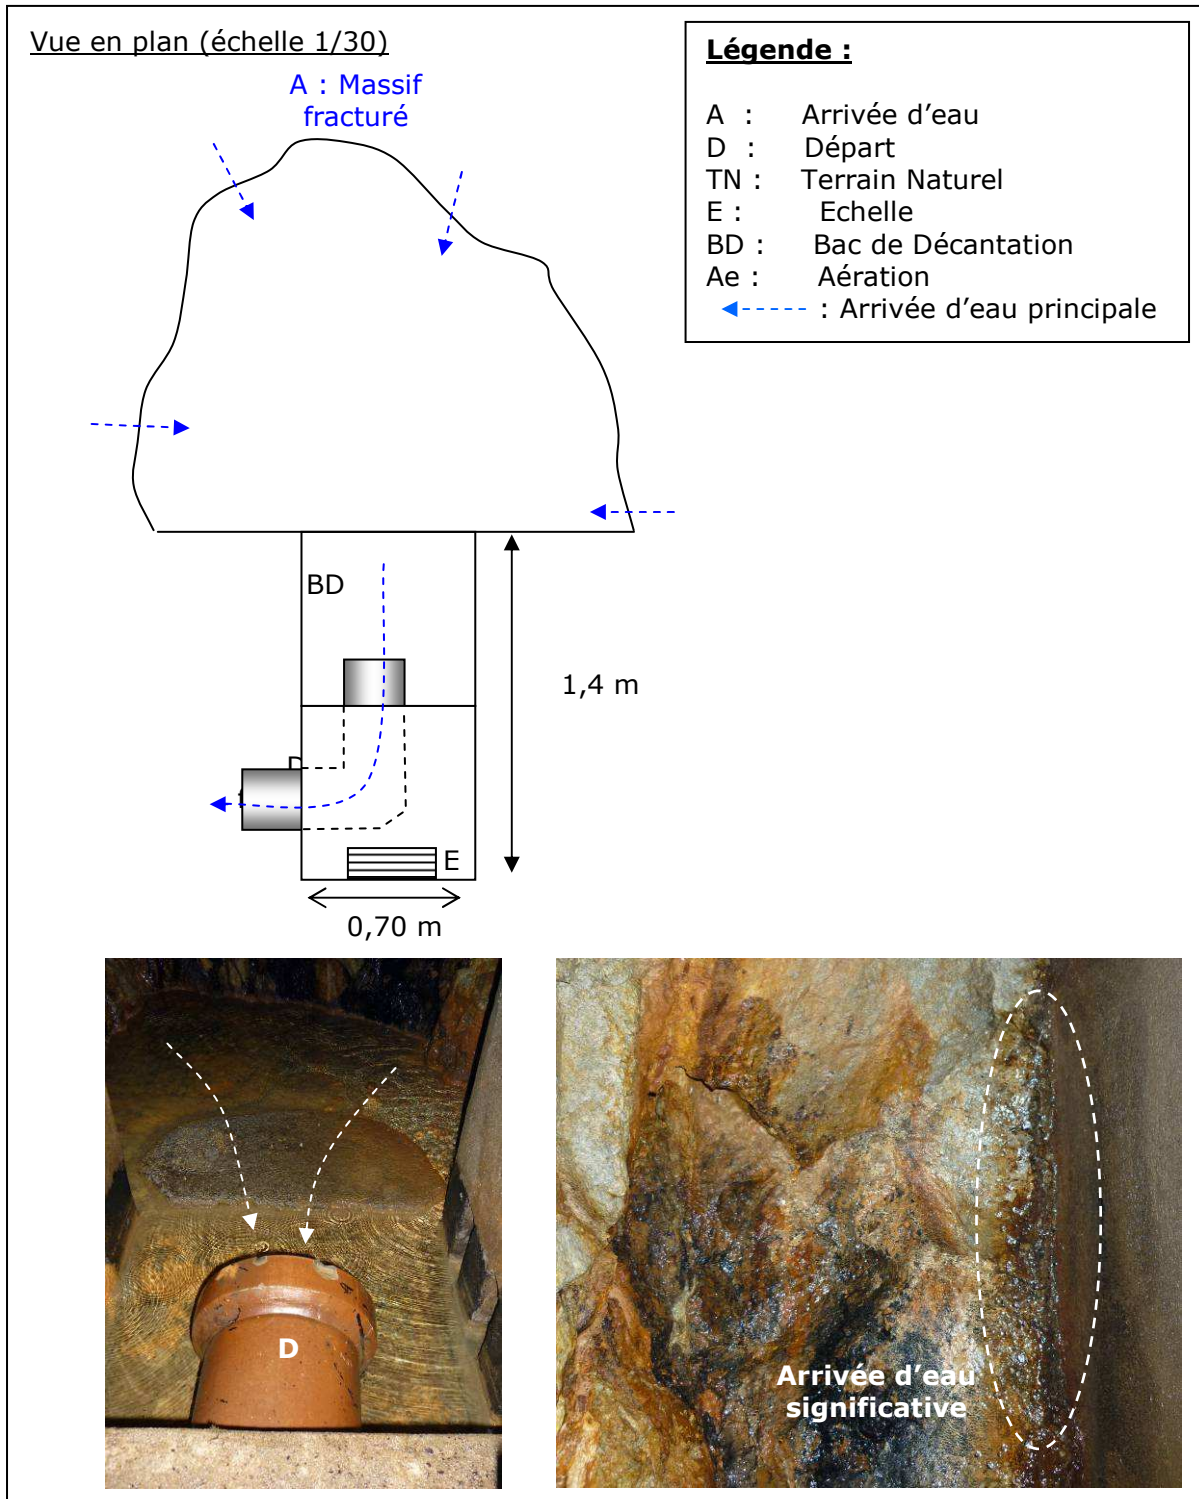 Vue en plan (échelle 1/30)
A : Massif
fracturé
Légende :
A : Arrivée d'eau
D : Départ
TN : Terrain Naturel
E : Echelle
BD : Bac de Décantation
Ae : Aération
: Arrivée d'eau principale
BD
1,4 m
D
E
0,70 m
D
Arrivée d'eau
significative